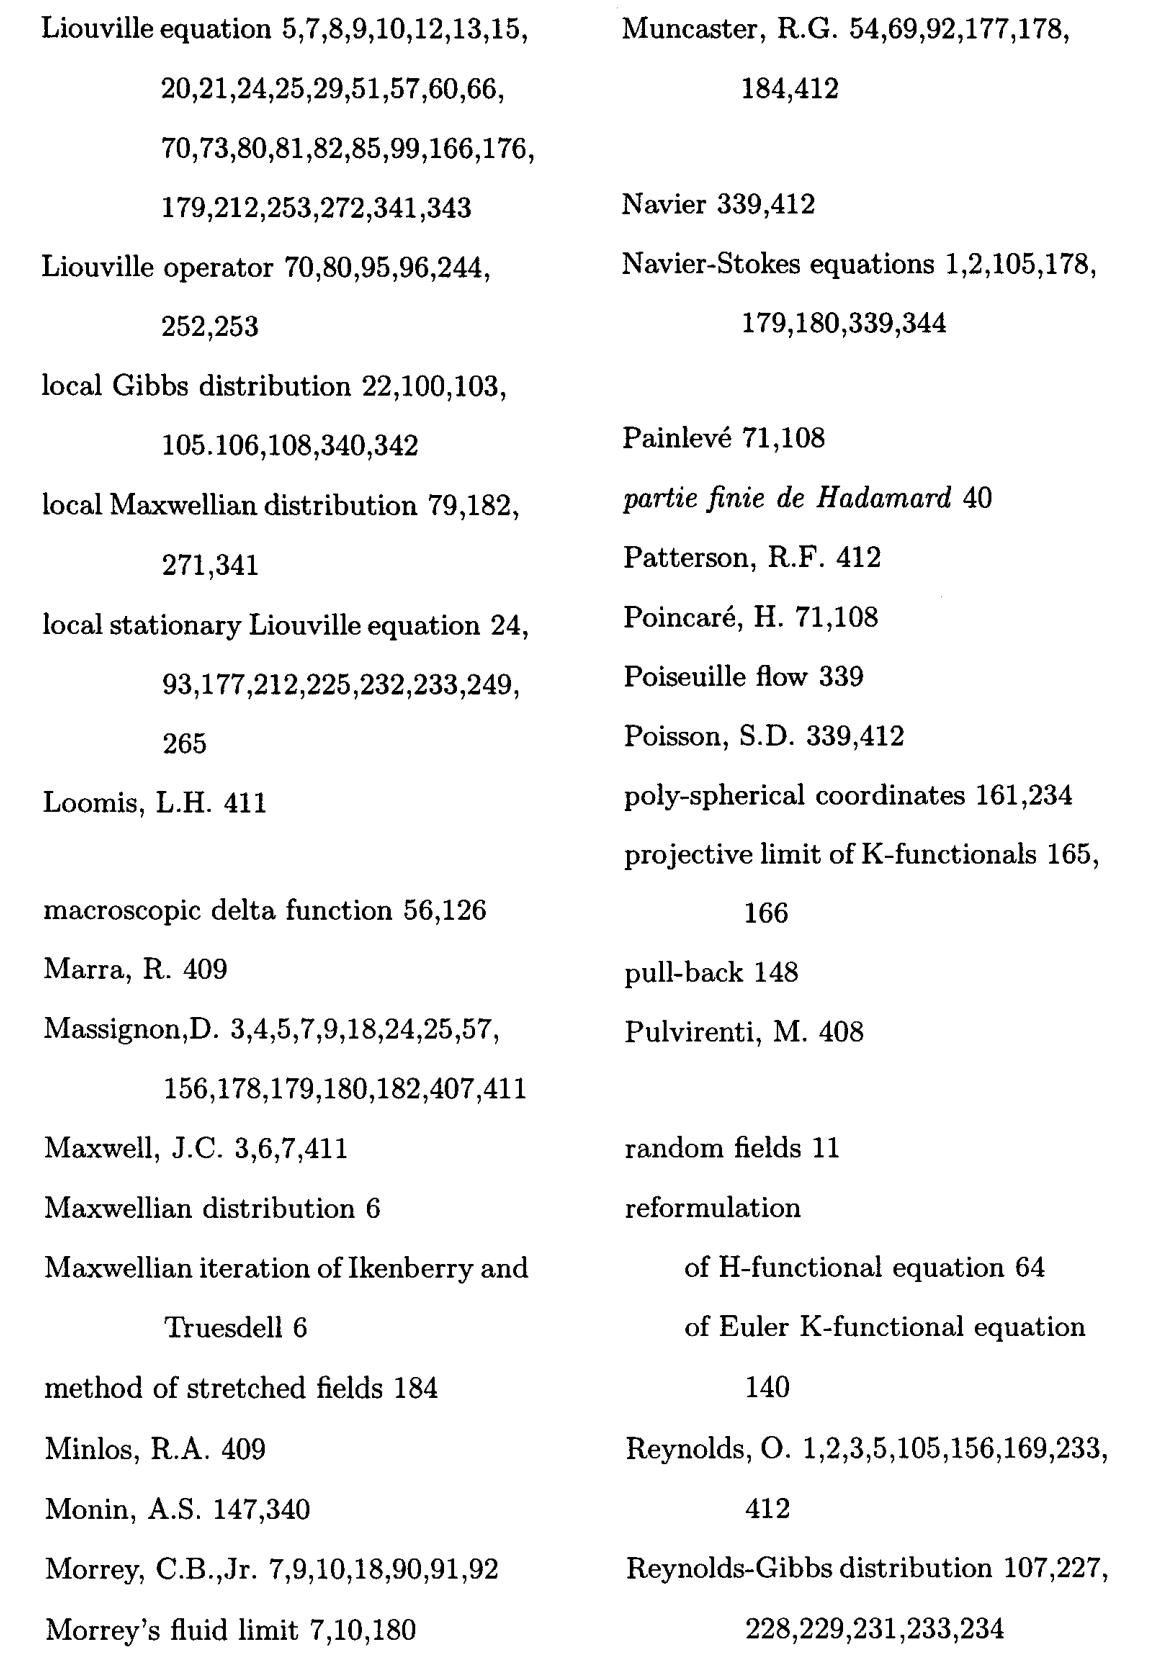 Liouville equation 5,7,8,9,10,12,13,15,
20,21,24,25,29,51,57,60,66,
70,73,80,81,82,85,99,166,176,
179,212,253,272,341,343
Liouville operator 70,80,95,96,244,
252,253
local Gibbs distribution 22,100,103,
105.106,108,340,342
local Maxwellian distribution 79,182,
271,341
local stationary Liouville equation 24,
93,177,212,225,232,233,249,
265
Loomis, L.H. 411
macroscopic delta function 56,126
Marra, R. 409
Massignon,D. 3,4,5,7,9,18,24,25,57,
156,178,179,180,182,407,411
Maxwell, J.C. 3,6,7,411
Maxwellian distribution 6
Maxwellian iteration of Ikenberry and
Truesdell 6
method of stretched fields 184
Minlos, R.A. 409
Monin, A.S. 147,340
Morrey, C.B.,Jr. 7,9,10,18,90,91,92
Morrey's fluid limit 7,10,180
Muncaster, R.G. 54,69,92,177,178,
184,412
Navier 339,412
Navier-Stokes equations 1,2,105,178,
179,180,339,344
Painlevé 71,108
partie finie de Hadamard 40
Patterson, R.F. 412
Poincaré, H. 71,108
Poiseuille flow 339
Poisson, S.D. 339,412
poly-spherical coordinates 161,234
projective limit of K-functionals 165,
166
pull-back 148
Pulvirenti, M. 408
random fields 11
reformulation
of H-functional equation 64
of Euler K-functional equation
140
Reynolds, O. 1,2,3,5,105,156,169,233,
412
Reynolds-Gibbs distribution 107,227,
228,229,231,233,234